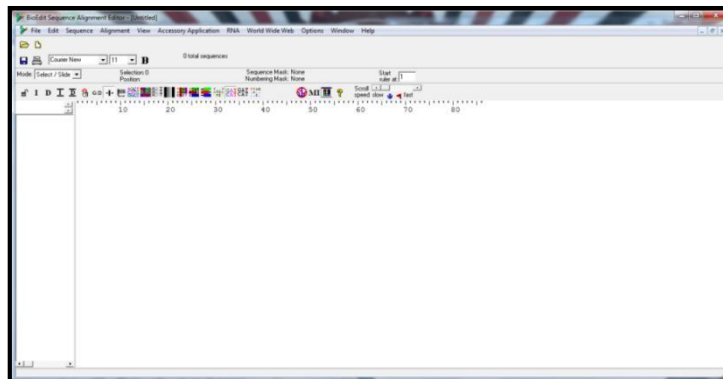 BioEdit Sequence Alignment Editor - [Untitled]
File Edit Sequence Alignment View Accessory Application RNA World Wide Web Options Window Help
Courier New 11 B 0 total sequences
Mode: Select / Slide Selection: 0 Sequence Mask: None Start
Position: Numbering Mask: None ruler at: 1
I D I GE MI Scroll
speed slow fast
10 20 30 40 50 60 70 80